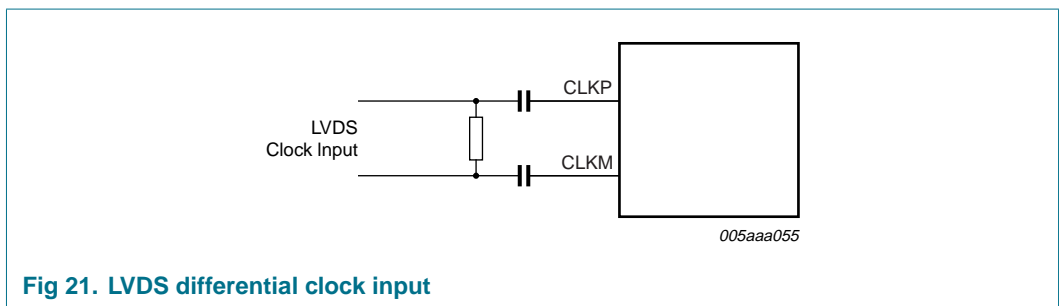 CLKP
LVDS
Clock Input
CLKM
005aaa055
Fig 21. LVDS differential clock input